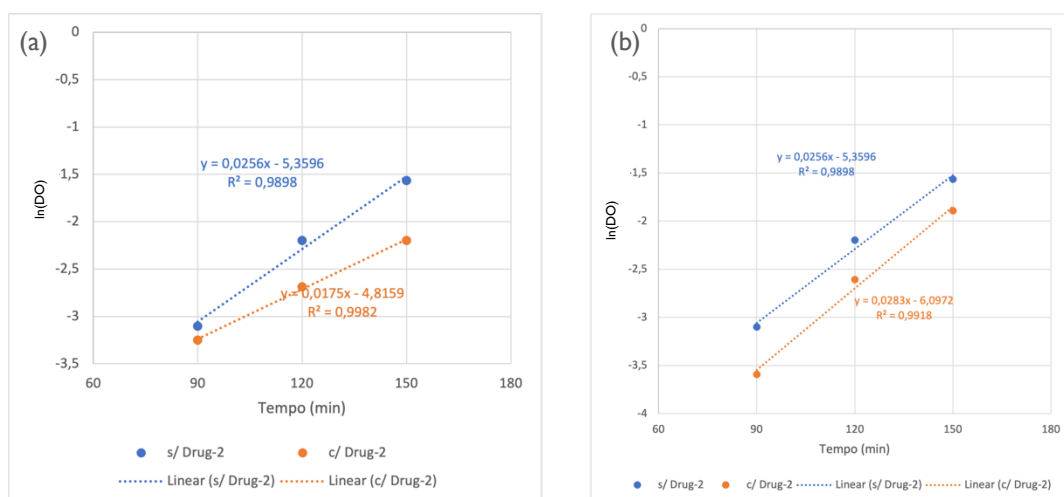 (a)
0
-0,5
-1
-1,5
-2
-2,5
-3
-3,5
ln(DO)
y = 0,0256x - 5,3596
R² = 0,9898
y = 0,0175x - 4,8159
R² = 0,9982
60 90 120 150 180
Tempo (min)
s/ Drug-2 c/ Drug-2
Linear (s/ Drug-2) Linear (c/ Drug-2)
(b)
0
-0,5
-1
-1,5
-2
-2,5
-3
-3,5
-4
ln(DO)
y = 0,0256x - 5,3596
R² = 0,9898
y = 0,0283x - 6,0972
R² = 0,9918
60 90 120 150 180
Tempo (min)
s/ Drug-2 c/ Drug-2 Linear (s/ Drug-2) Linear (c/ Drug-2)